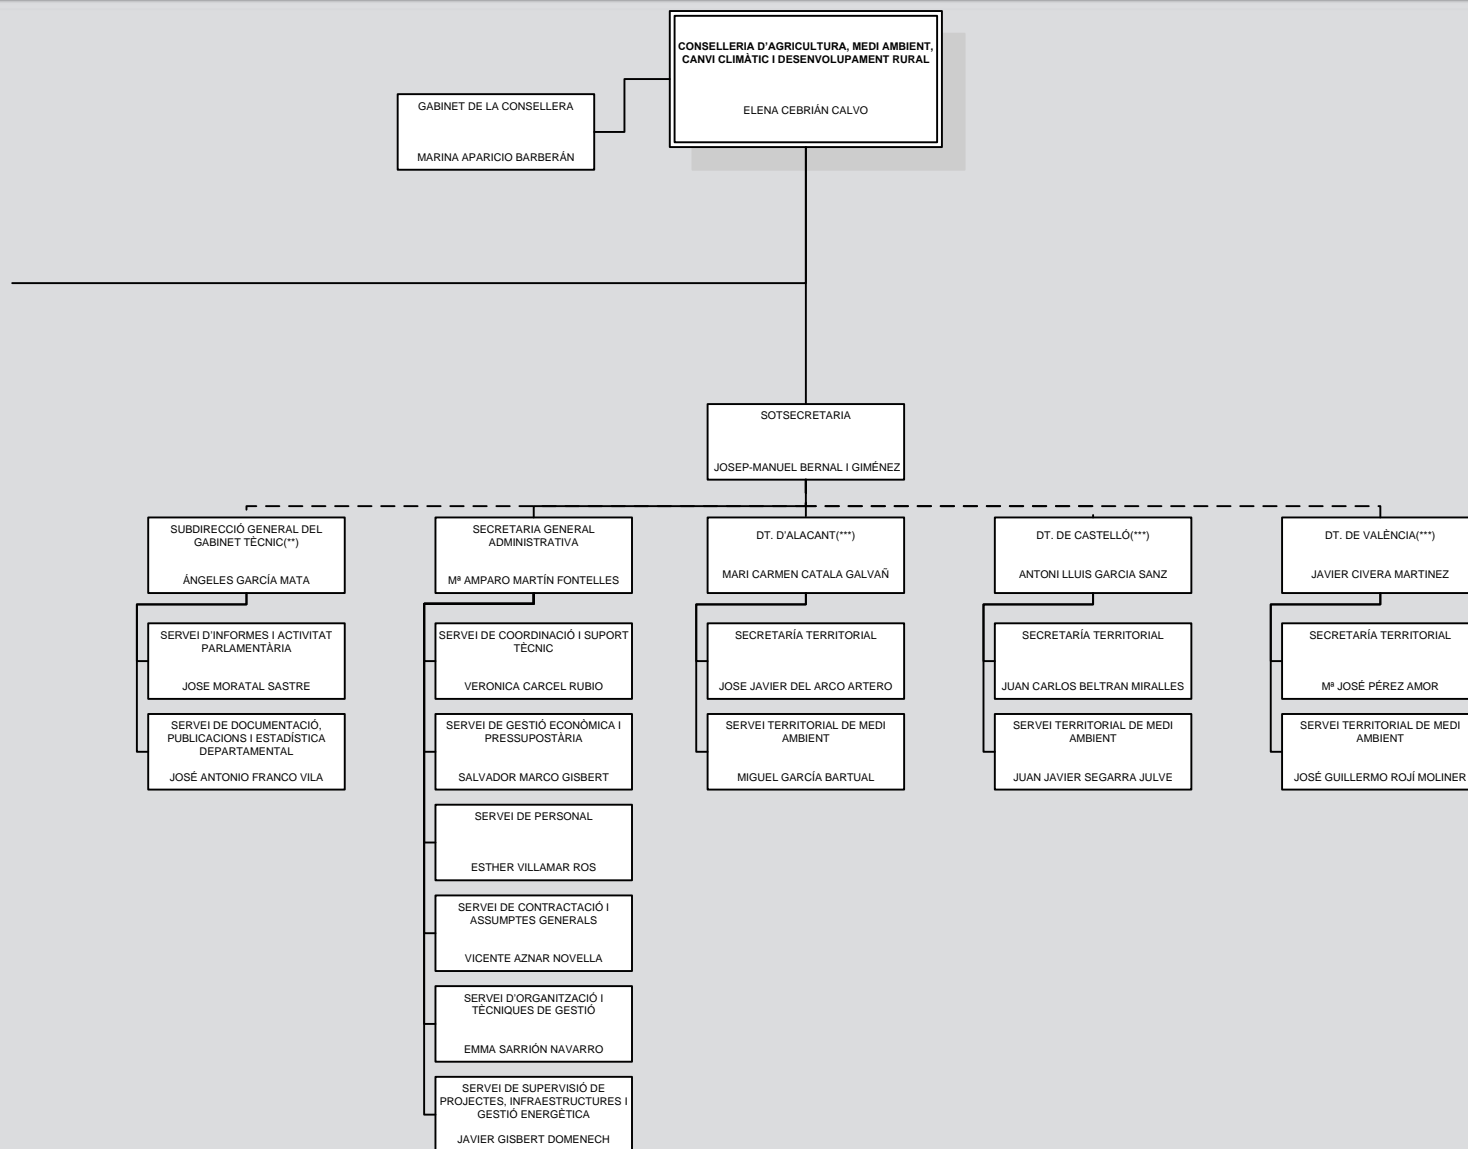 CONSELLERIA D'AGRICULTURA, MEDI AMBIENT,
CANVI CLIMÀTIC I DESENVOLUPAMENT RURAL
ELENA CEBRIÁN CALVO
GABINET DE LA CONSELLERA
MARINA APARICIO BARBERÁN
SOTSECRETARIA
JOSEP-MANUEL BERNAL I GIMÉNEZ
SUBDIRECCIÓ GENERAL DEL
GABINET TÈCNIC(**)
ÁNGELES GARCÍA MATA
SERVEI D'INFORMES I ACTIVITAT
PARLAMENTÀRIA
JOSE MORATAL SASTRE
SERVEI DE DOCUMENTACIÓ,
PUBLICACIONS I ESTADÍSTICA
DEPARTAMENTAL
JOSÉ ANTONIO FRANCO VILA
SECRETARIA GENERAL
ADMINISTRATIVA
Mª AMPARO MARTÍN FONTELLES
SERVEI DE COORDINACIÓ I SUPORT
TÈCNIC
VERONICA CARCEL RUBIO
SERVEI DE GESTIÓ ECONÒMICA I
PRESSUPOSTÀRIA
SALVADOR MARCO GISBERT
SERVEI DE PERSONAL
ESTHER VILLAMAR ROS
SERVEI DE CONTRACTACIÓ I
ASSUMPTES GENERALS
VICENTE AZNAR NOVELLA
SERVEI D'ORGANITZACIÓ I
TÈCNIQUES DE GESTIÓ
EMMA SARRIÓN NAVARRO
SERVEI DE SUPERVISIÓ DE
PROJECTES, INFRAESTRUCTURES I
GESTIÓ ENERGÈTICA
JAVIER GISBERT DOMENECH
DT. D'ALACANT(***)
MARI CARMEN CATALA GALVAÑ
SECRETARÍA TERRITORIAL
JOSE JAVIER DEL ARCO ARTERO
SERVEI TERRITORIAL DE MEDI
AMBIENT
MIGUEL GARCÍA BARTUAL
DT. DE CASTELLÓ(***)
ANTONI LLUIS GARCIA SANZ
SECRETARÍA TERRITORIAL
JUAN CARLOS BELTRAN MIRALLES
SERVEI TERRITORIAL DE MEDI
AMBIENT
JUAN JAVIER SEGARRA JULVE
DT. DE VALÈNCIA(***)
JAVIER CIVERA MARTINEZ
SECRETARÍA TERRITORIAL
Mª JOSÉ PÉREZ AMOR
SERVEI TERRITORIAL DE MEDI
AMBIENT
JOSÉ GUILLERMO ROJÍ MOLINER